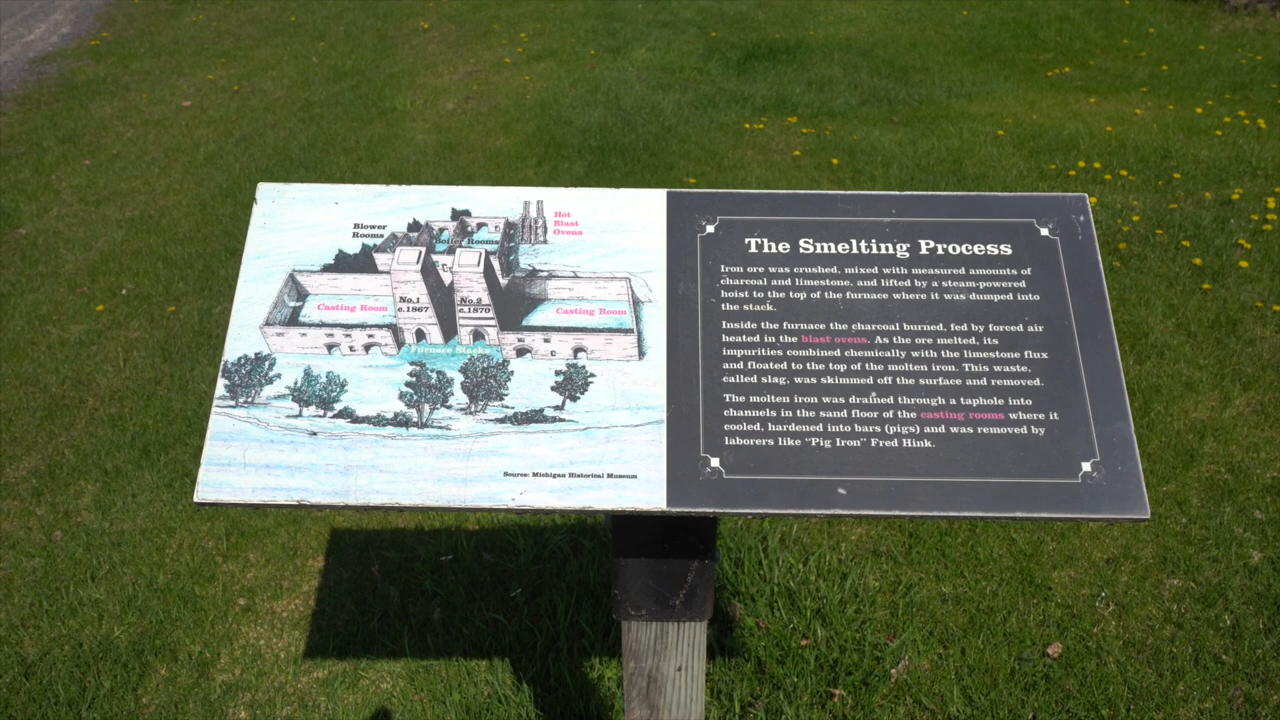 Blower
Rooms
Boiler Rooms
Hot
Blast
Ovens
No.1
c.1867
No.2
c.1870
Casting Room
Casting Room
Furnace Stacks
Source: Michigan Historical Museum
The Smelting Process
Iron ore was crushed, mixed with measured amounts of
charcoal and limestone, and lifted by a steam-powered
hoist to the top of the furnace where it was dumped into
the stack.
Inside the furnace the charcoal burned, fed by forced air
heated in the blast ovens. As the ore melted, its
impurities combined chemically with the limestone flux
and floated to the top of the molten iron. This waste,
called slag, was skimmed off the surface and removed.
The molten iron was drained through a taphole into
channels in the sand floor of the casting rooms where it
cooled, hardened into bars (pigs) and was removed by
laborers like "Pig Iron" Fred Hink.